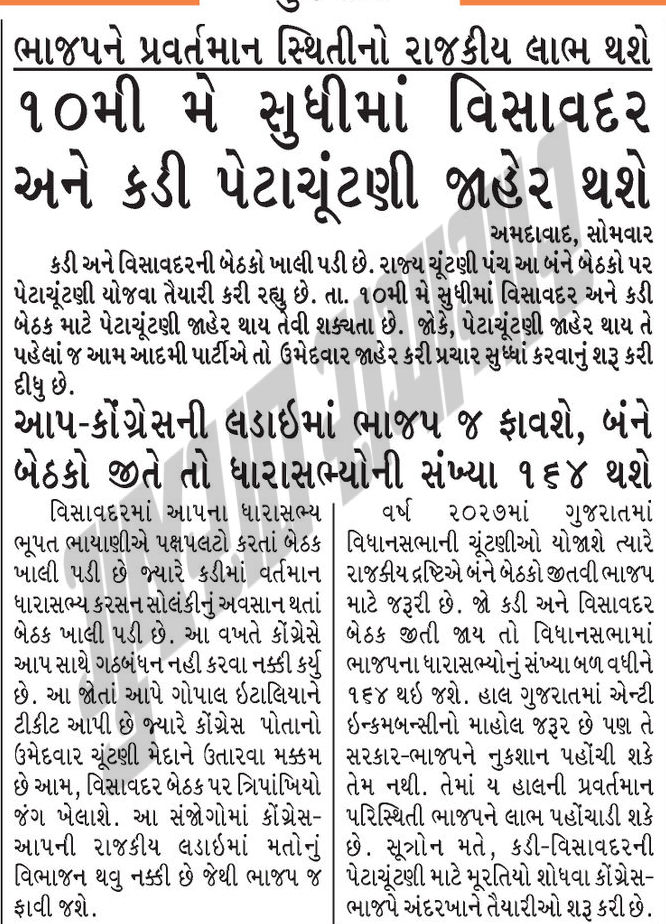 ભાજપને પ્રવર્તમાન સ્થિતીનો રાજકીય લાભ થશે
૧૦મી મે સુધીમાં વિસાવદર
અને કડી પેટાચૂંટણી જાહેર થશે
અમદાવાદ, સોમવાર
કડી અને વિસાવદરની બેઠકો ખાલી પડી છે. રાજ્ય ચૂંટણી પંચ આ બંને બેઠકો પર
પેટાચૂંટણી યોજવા તૈયારી કરી રહ્યુ છે. તા. ૧૦મી મે સુધીમાં વિસાવદર અને કડી
બેઠક માટે પેટાચૂંટણી જાહેર થાય તેવી શક્યતા છે. જોકે, પેટાચૂંટણી જાહેર થાય તે
પહેલાં જ આમ આદમી પાર્ટીએ તો ઉમેદવાર જાહેર કરી પ્રચાર સુધ્ધાં કરવાનું શરૂ કરી
દીધુ છે.
આપ-કોંગ્રેસની લડાઇમાં ભાજપ જ ફાવશે, બંને
બેઠકો જીતે તો ધારાસભ્યોની સંખ્યા ૧૬૪ થશે
વિસાવદરમાં આપના ધારાસભ્ય
ભૂપત ભાયાણીએ પક્ષપલટો કરતાં બેઠક
ખાલી પડી છે જ્યારે કડીમાં વર્તમાન
ધારાસભ્ય કરસન સોલંકીનું અવસાન થતાં
બેઠક ખાલી પડી છે. આ વખતે કોંગ્રેસે
આપ સાથે ગઠબંધન નહી કરવા નક્કી કર્યુ
છે. આ જોતાં આપે ગોપાલ ઇટાલિયાને
ટીકીટ આપી છે જ્યારે કોંગ્રેસ પોતાનો
ઉમેદવાર ચૂંટણી મેદાને ઉતારવા મક્કમ
છે આમ, વિસાવદર બેઠક પર ત્રિપાંખિયો
જંગ ખેલાશે. આ સંજોગોમાં કોંગ્રેસ-
આપની રાજકીય લડાઇમાં મતોનું
વિભાજન થવુ નક્કી છે જેથી ભાજપ જ
ફાવી જશે.
વર્ષ ૨૦૨૭માં ગુજરાતમાં
વિધાનસભાની ચૂંટણીઓ યોજાશે ત્યારે
રાજકીય દ્રષ્ટિએ બંને બેઠકો જીતવી ભાજપ
માટે જરૂરી છે. જો કડી અને વિસાવદર
બેઠક જીતી જાય તો વિધાનસભામાં
ભાજપના ધારાસભ્યોનું સંખ્યા બળ વધીને
૧૬૪ થઇ જશે. હાલ ગુજરાતમાં એન્ટી
ઇન્કમબન્સીનો માહોલ જરૂર છે પણ તે
સરકાર-ભાજપને નુકશાન પહોંચી શકે
તેમ નથી. તેમાં ય હાલની પ્રવર્તમાન
પરિસ્થિતી ભાજપને લાભ પહોંચાડી શકે
છે. સૂત્રોન મતે, કડી-વિસાવદરની
પેટાચૂંટણી માટે મૂરતિયો શોધવા કોંગ્રેસ-
ભાજપે અંદરખાને તૈયારીઓ શરૂ કરી છે.
ગુજરાત સમાચાર